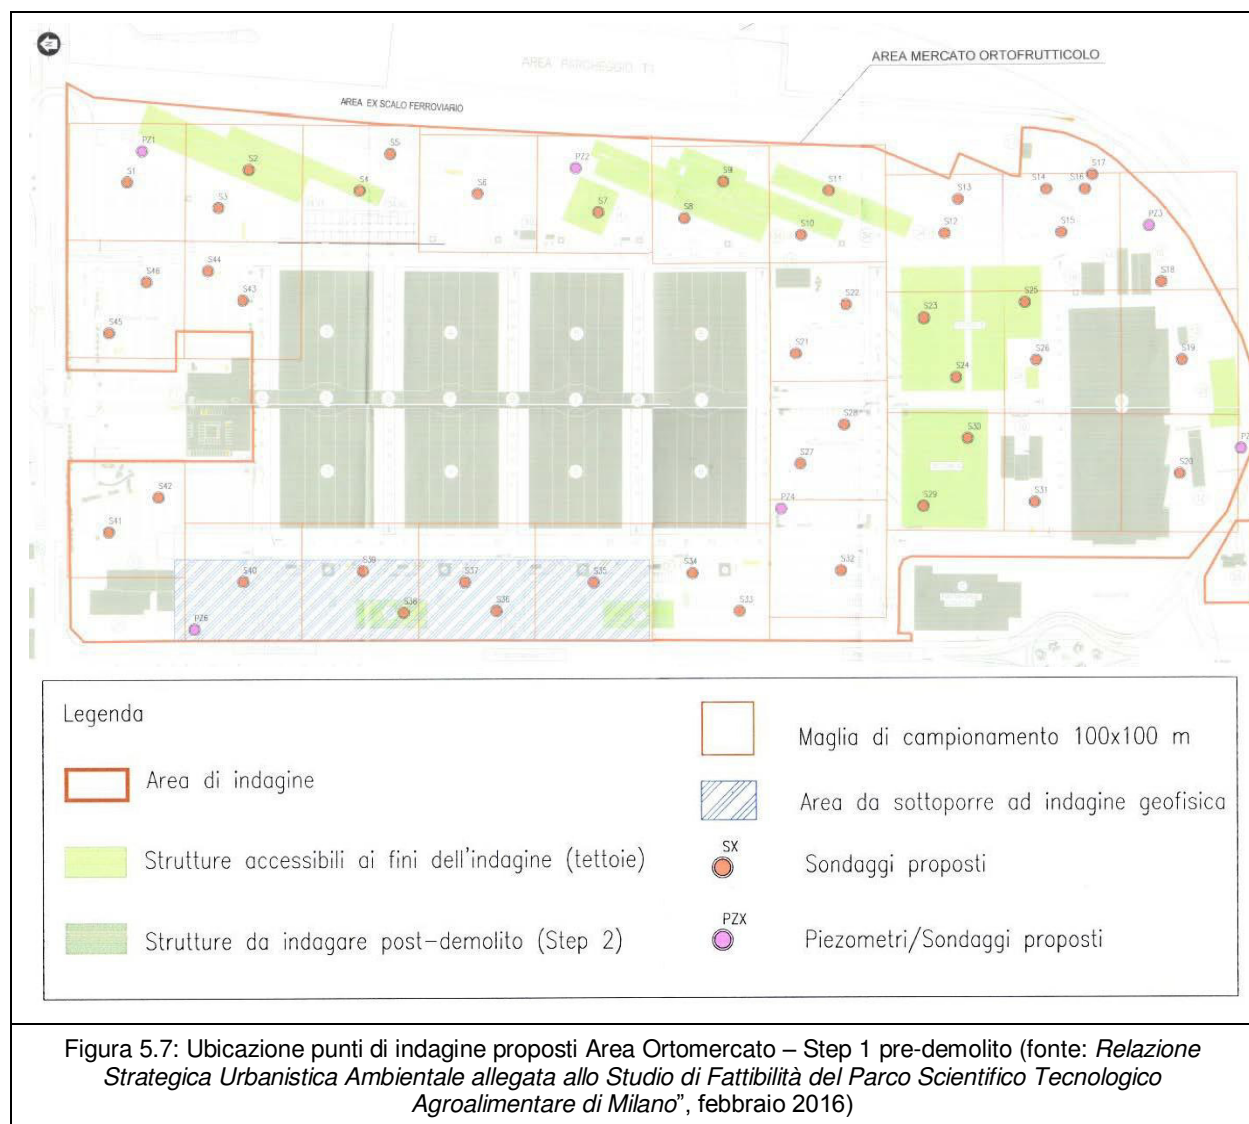 N
AREA PARCHEGGIO T1
AREA MERCATO ORTOFRUTTICOLO
AREA EX SCALO FERROVIARIO
PZ1
S1
S2
S3
S4
S5
S6
PZ2
S7
S8
S9
S10
S11
S12
S13
S14
S15
S16
S17
PZ3
S18
S46
S44
S43
S45
S22
S21
S23
S25
S24
S26
S19
S28
S27
S30
S29
S31
S20
PZ4
S42
S41
S40
S39
S38
S37
S36
S35
S34
S33
S32
PZ6
Legenda
Area di indagine
Strutture accessibili ai fini dell'indagine (tettoie)
Strutture da indagare post-demolito (Step 2)
Maglia di campionamento 100x100 m
Area da sottoporre ad indagine geofisica
SX
Sondaggi proposti
PZX
Piezometri/Sondaggi proposti
Figura 5.7: Ubicazione punti di indagine proposti Area Ortomercato – Step 1 pre-demolito (fonte: Relazione
Strategica Urbanistica Ambientale allegata allo Studio di Fattibilità del Parco Scientifico Tecnologico
Agroalimentare di Milano”, febbraio 2016)